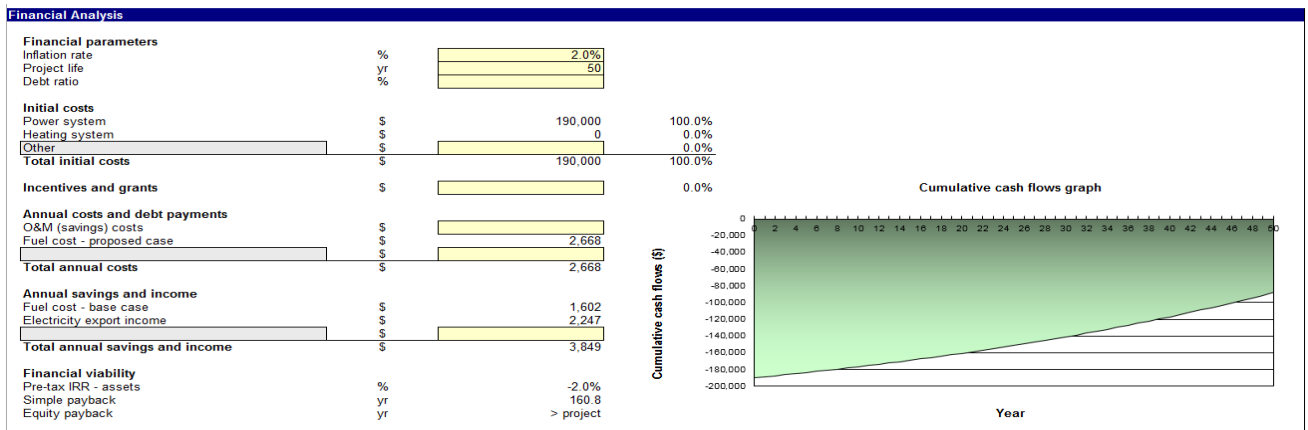 Financial Analysis
Financial parameters
Inflation rate % 2.0%
Project life yr 50
Debt ratio %
Initial costs
Power system $ 190,000 100.0%
Heating system $ 0 0.0%
Other $ 0.0%
Total initial costs $ 190,000 100.0%
Incentives and grants $ 0.0%
Annual costs and debt payments
O&M (savings) costs $
Fuel cost - proposed case $ 2,668
$
Total annual costs $ 2,668
Annual savings and income
Fuel cost - base case $ 1,602
Electricity export income $ 2,247
$
Total annual savings and income $ 3,849
Financial viability
Pre-tax IRR - assets % -2.0%
Simple payback yr 160.8
Equity payback yr > project
Cumulative cash flows graph
Cumulative cash flows ($)
0
-20,000
-40,000
-60,000
-80,000
-100,000
-120,000
-140,000
-160,000
-180,000
-200,000
0 2 4 6 8 10 12 14 16 18 20 22 24 26 28 30 32 34 36 38 40 42 44 46 48 50
Year